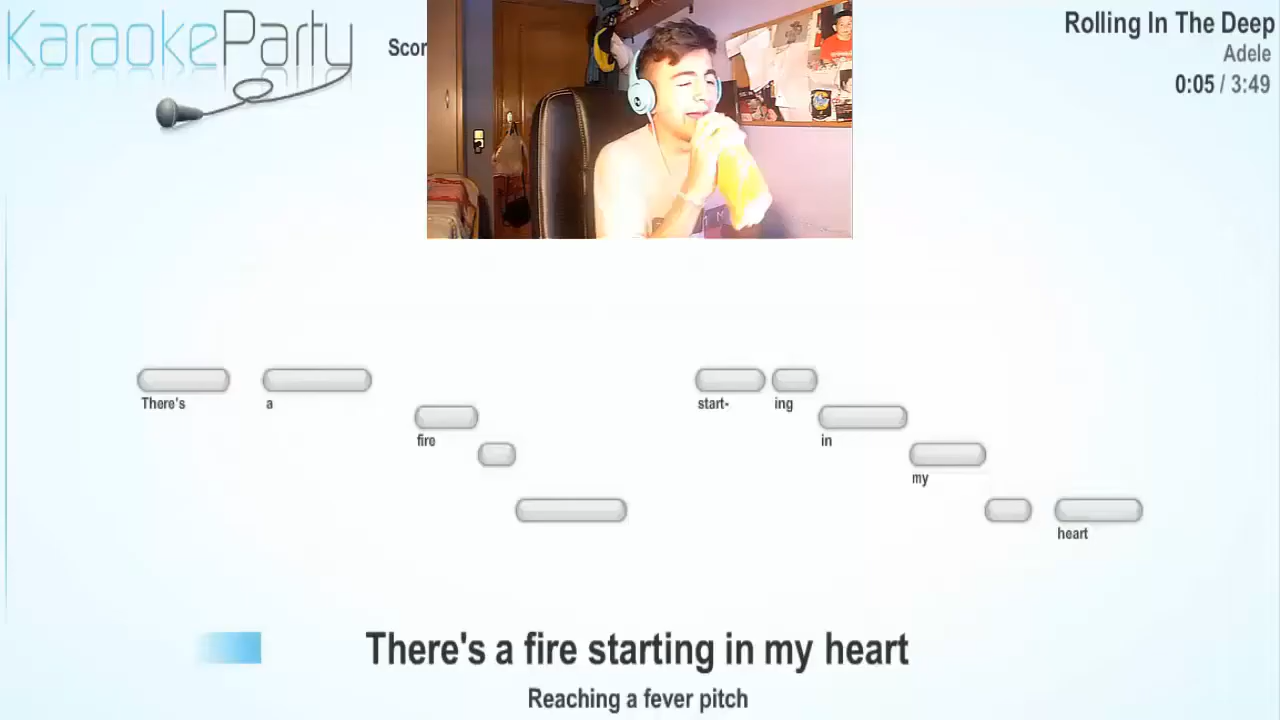 KaraokeParty
Scor
Rolling In The Deep
Adele
0:05 / 3:49
There's
a
start-
ing
fire
in
my
heart
There's a fire starting in my heart
Reaching a fever pitch